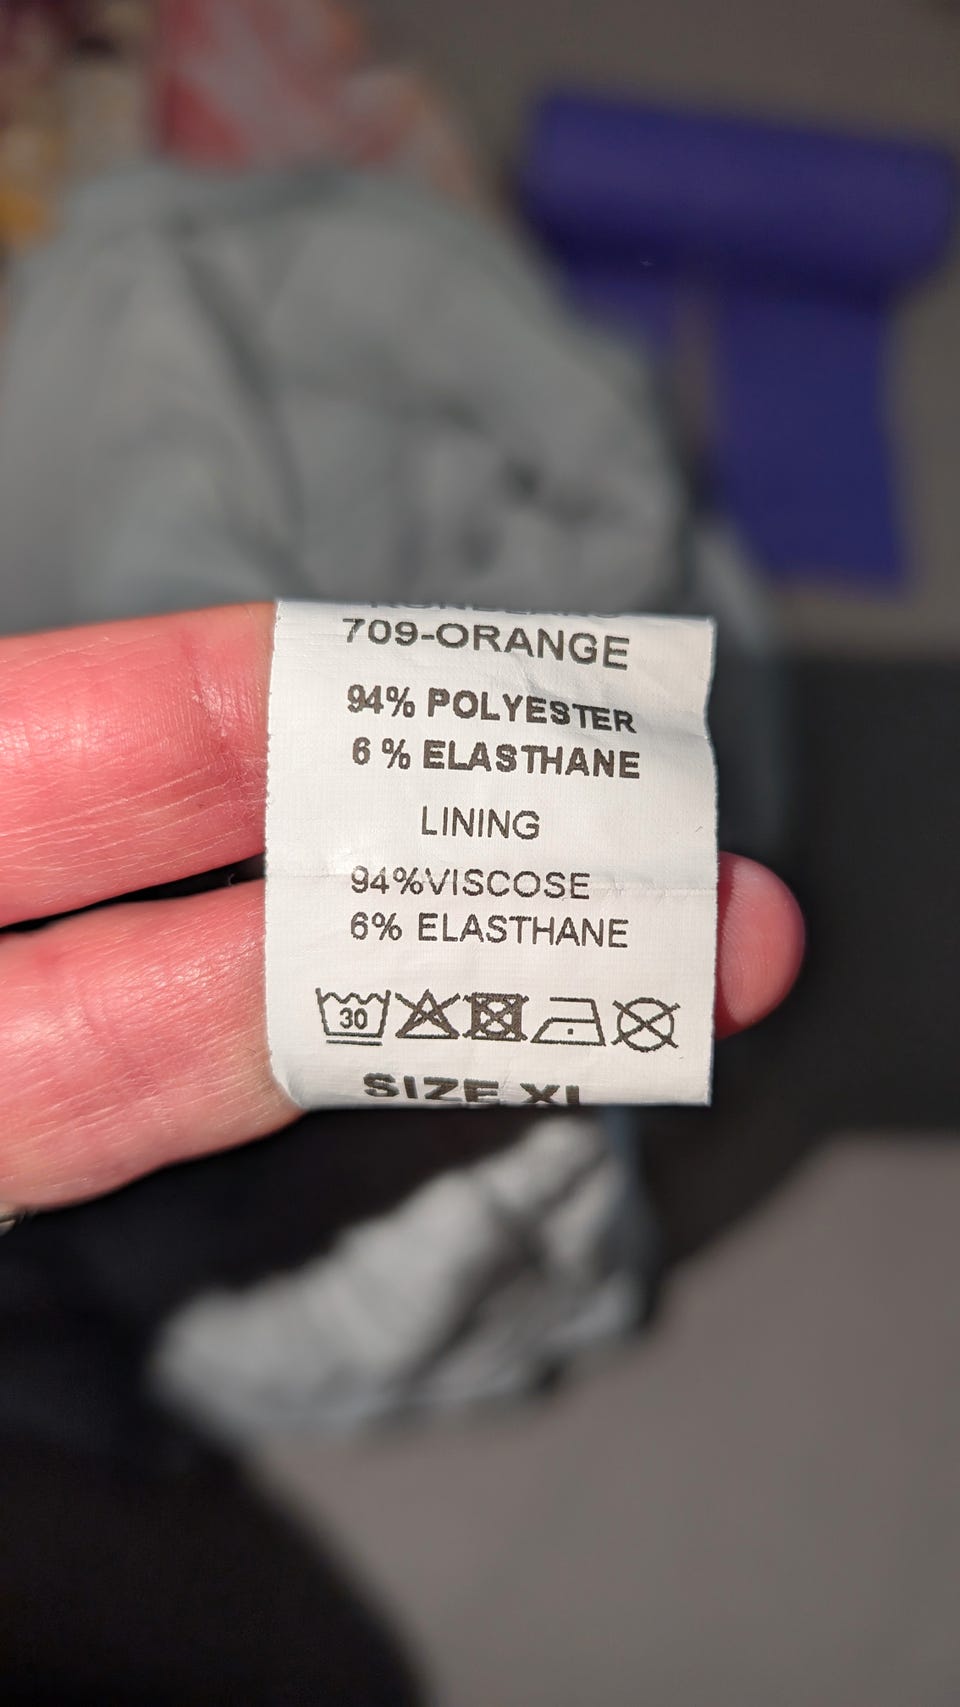 709-ORANGE
94% POLYESTER
6 % ELASTHANE
LINING
94%VISCOSE
6% ELASTHANE
30
SIZE XL